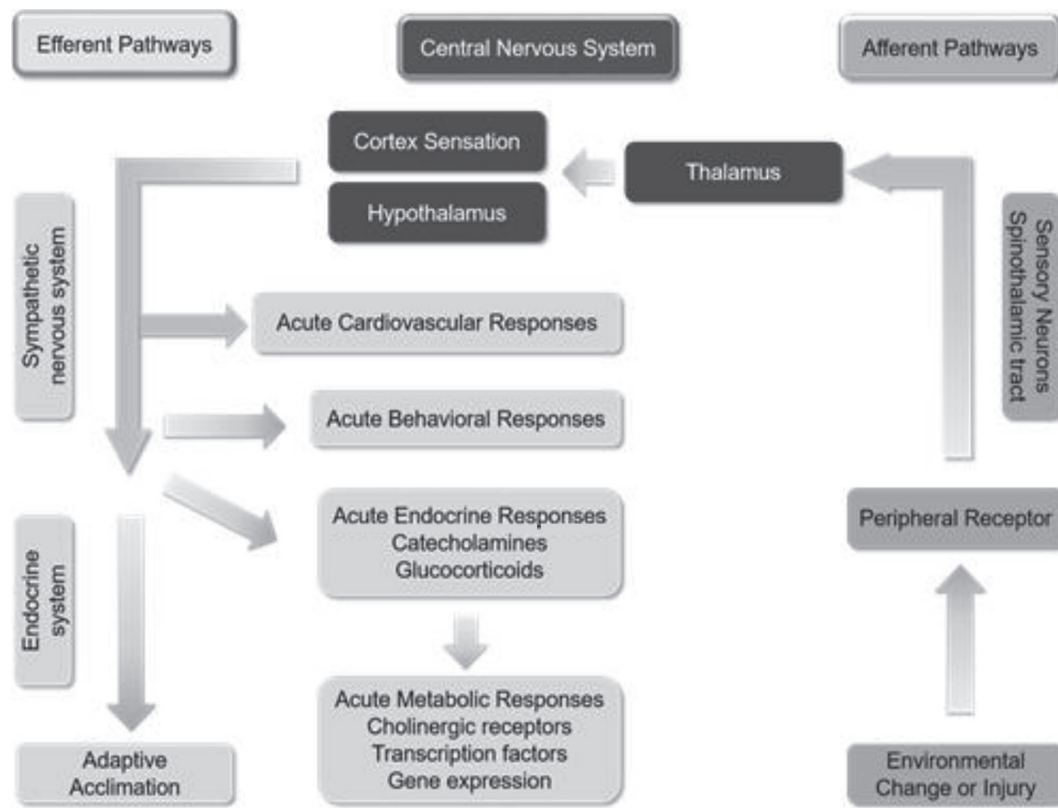 Efferent Pathways
Central Nervous System
Afferent Pathways
Cortex Sensation
Hypothalamus
Thalamus
Sympathetic
nervous system
Sensory Neurons
Spinothalamic tract
Acute Cardiovascular Responses
Acute Behavioral Responses
Acute Endocrine Responses
Catecholamines
Glucocorticoids
Peripheral Receptor
Endocrine
system
Acute Metabolic Responses
Cholinergic receptors
Transcription factors
Gene expression
Adaptive
Acclimation
Environmental
Change or Injury